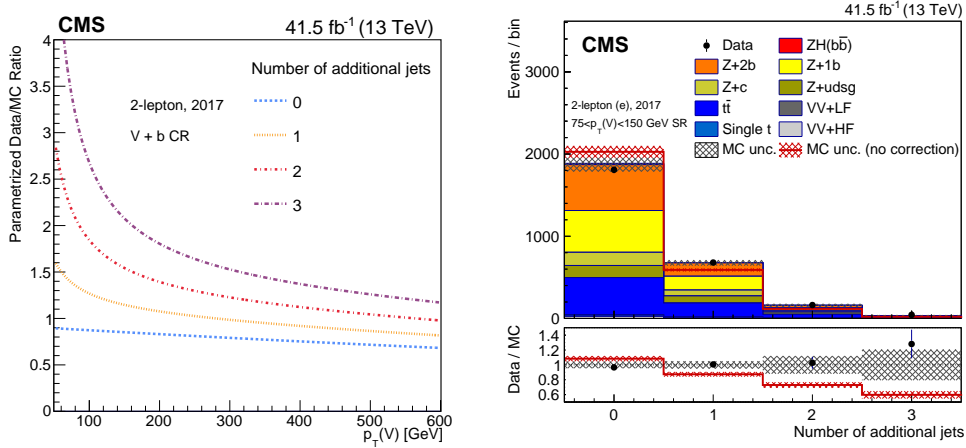 CMS 41.5 fb⁻¹ (13 TeV)
Parametrized Data/MC Ratio
4
3.5
3
2.5
2
1.5
1
0.5
0
Number of additional jets
2-lepton, 2017
V + b CR
0
1
2
3
100 200 300 400 500 600
p_T(V) [GeV]
41.5 fb⁻¹ (13 TeV)
CMS
Events / bin
3600
2800
2000
1200
400
Data ZH(bb̄)
Z+2b Z+1b
Z+c Z+udsg
tt̄ VV+LF
Single t VV+HF
MC unc. MC unc. (no correction)
2-lepton (e), 2017
75<p_T(V)<150 GeV SR
Data / MC
1.4
1.2
1.0
0.8
0.6
0 1 2 3
Number of additional jets